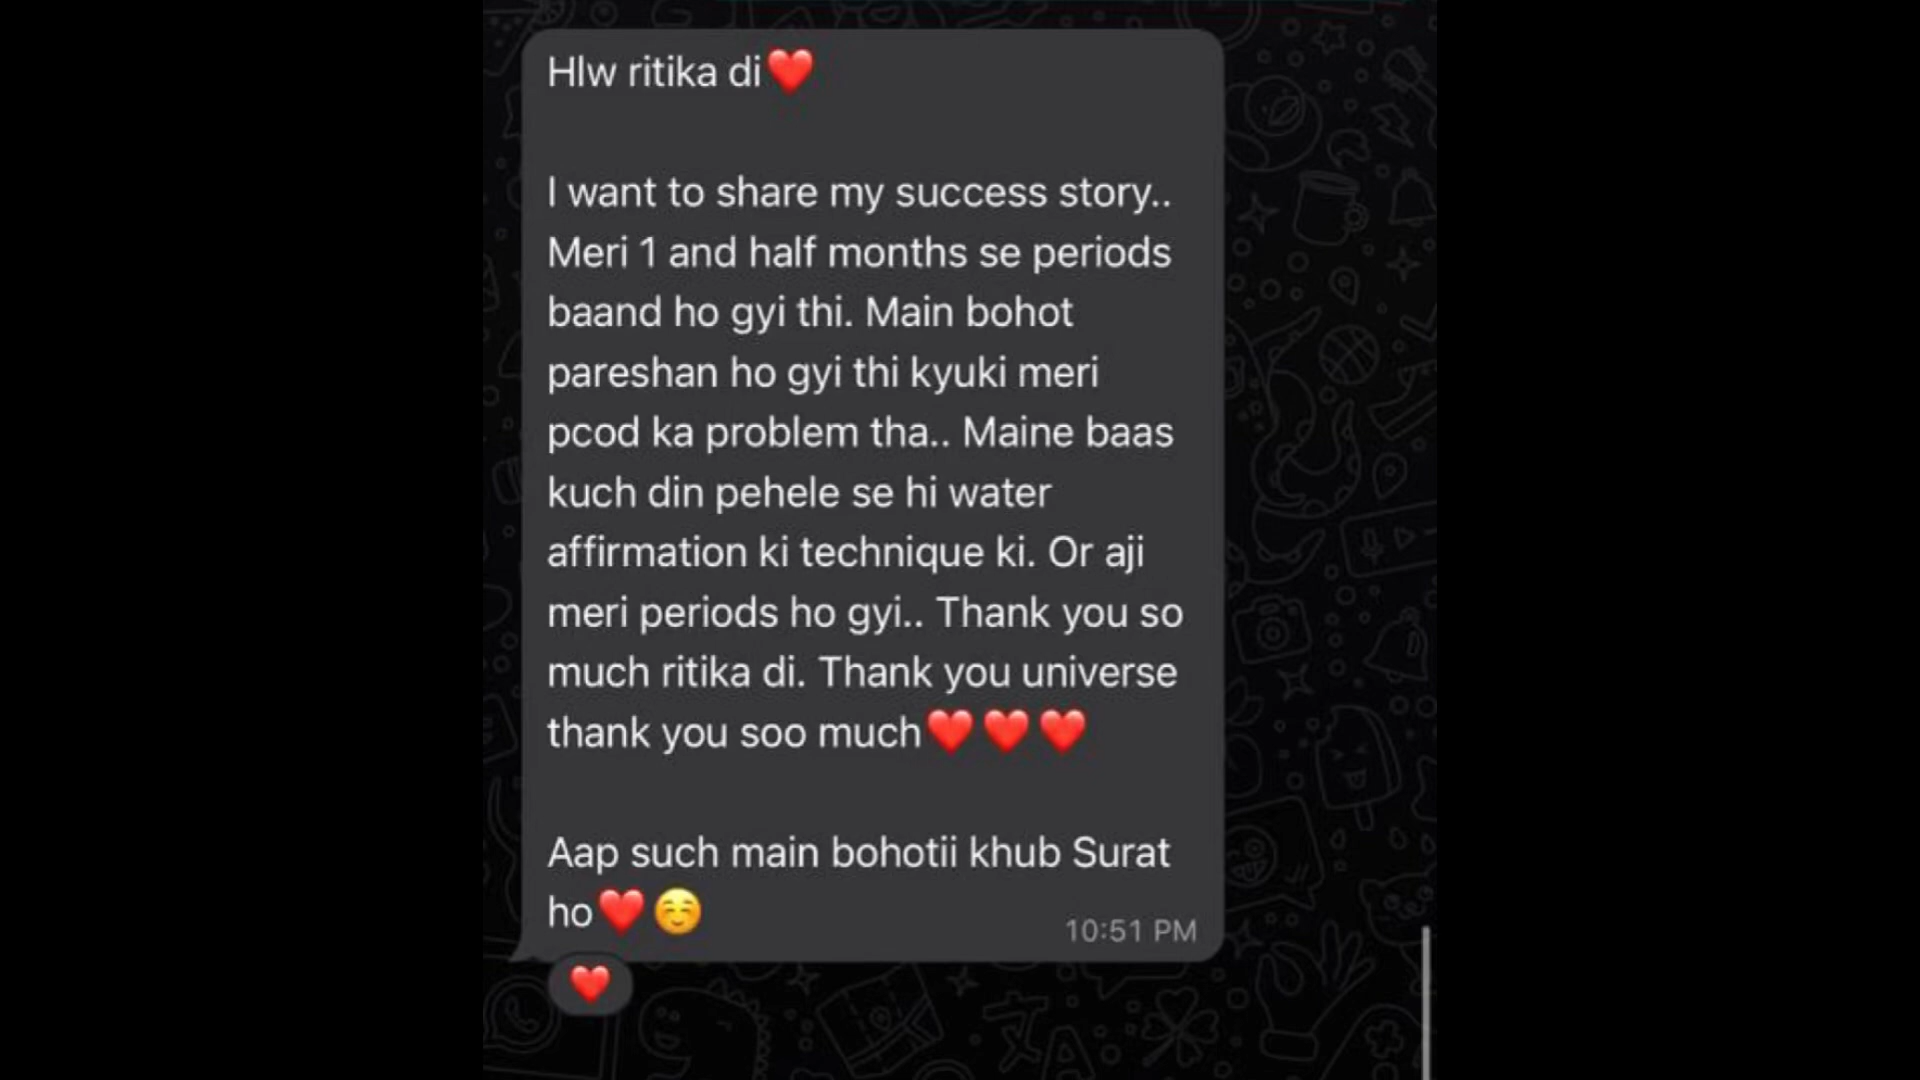 Hlw ritika di❤️
I want to share my success story..
Meri 1 and half months se periods
baand ho gyi thi. Main bohot
pareshan ho gyi thi kyuki meri
pcod ka problem tha.. Maine baas
kuch din pehele se hi water
affirmation ki technique ki. Or aji
meri periods ho gyi.. Thank you so
much ritika di. Thank you universe
thank you soo much❤️❤️❤️
Aap such main bohotii khub Surat
ho❤️☺️
10:51 PM
❤️